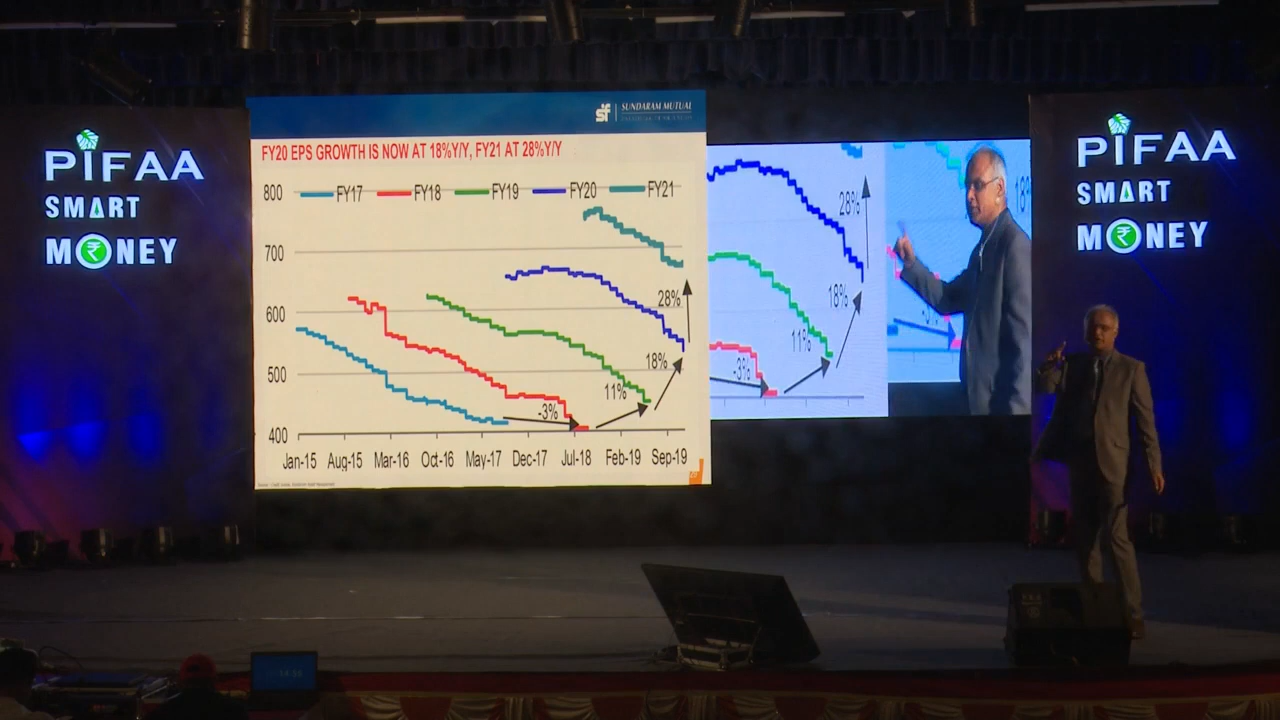 PIFAA
SMART
MONEY
SUNDARAM MUTUAL
FY20 EPS GROWTH IS NOW AT 18%Y/Y, FY21 AT 28%Y/Y
FY17 FY18 FY19 FY20 FY21
800
700
600
500
400
28%
18%
11%
-3%
Jan-15 Aug-15 Mar-16 Oct-16 May-17 Dec-17 Jul-18 Feb-19 Sep-19
28%
18%
11%
-3%
18%
PIFAA
SMART
MONEY